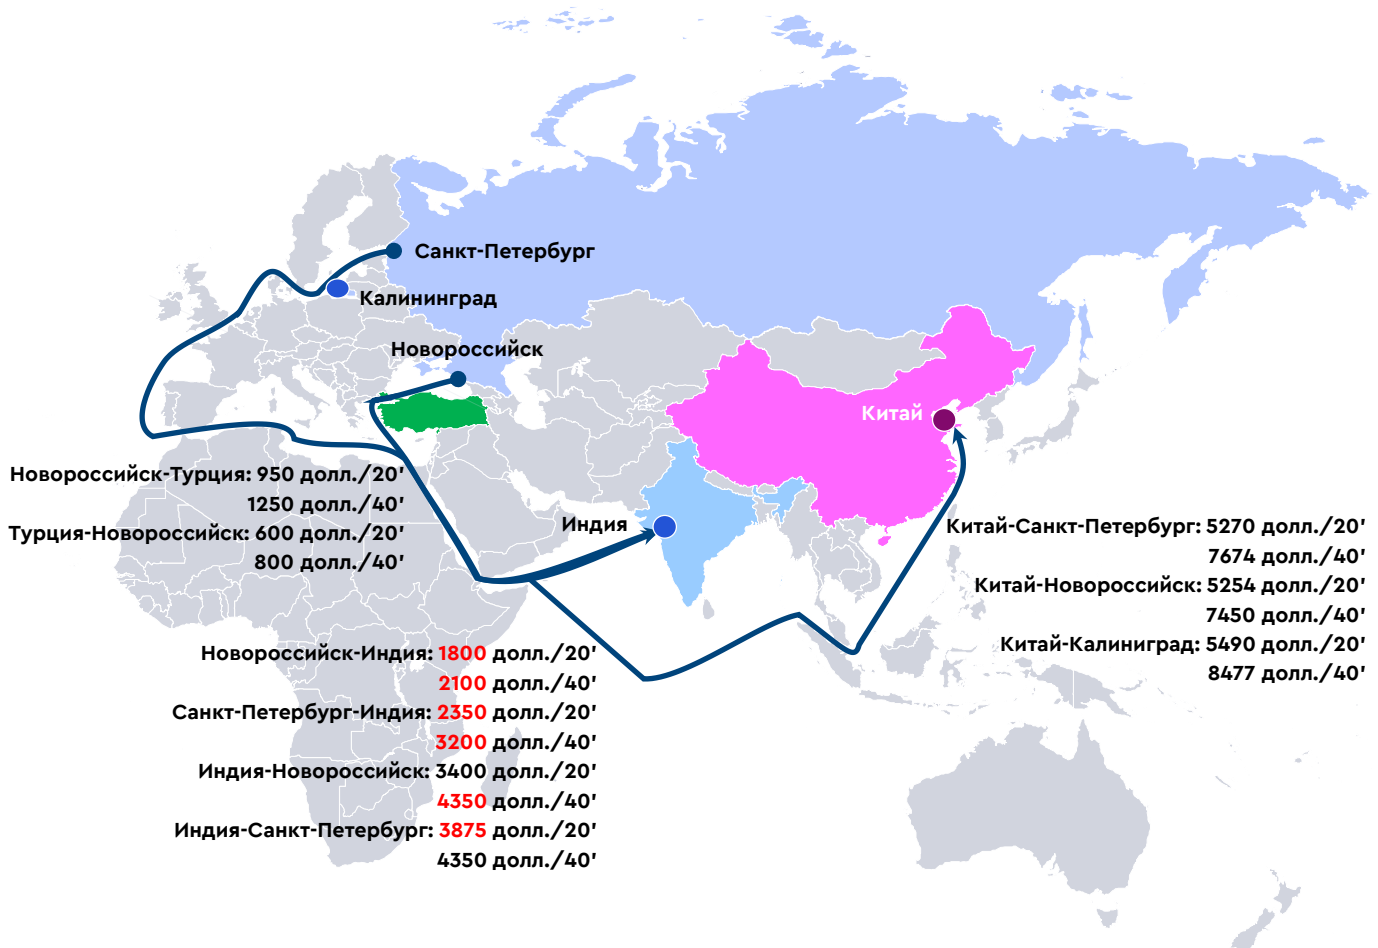 Санкт-Петербург
Калининград
Новороссийск
Китай
Новороссийск-Турция: 950 долл./20'
1250 долл./40'
Турция-Новороссийск: 600 долл./20'
800 долл./40'
Индия
Китай-Санкт-Петербург: 5270 долл./20'
7674 долл./40'
Китай-Новороссийск: 5254 долл./20'
7450 долл./40'
Китай-Калиниград: 5490 долл./20'
8477 долл./40'
Новороссийск-Индия: 1800 долл./20'
2100 долл./40'
Санкт-Петербург-Индия: 2350 долл./20'
3200 долл./40'
Индия-Новороссийск: 3400 долл./20'
4350 долл./40'
Индия-Санкт-Петербург: 3875 долл./20'
4350 долл./40'